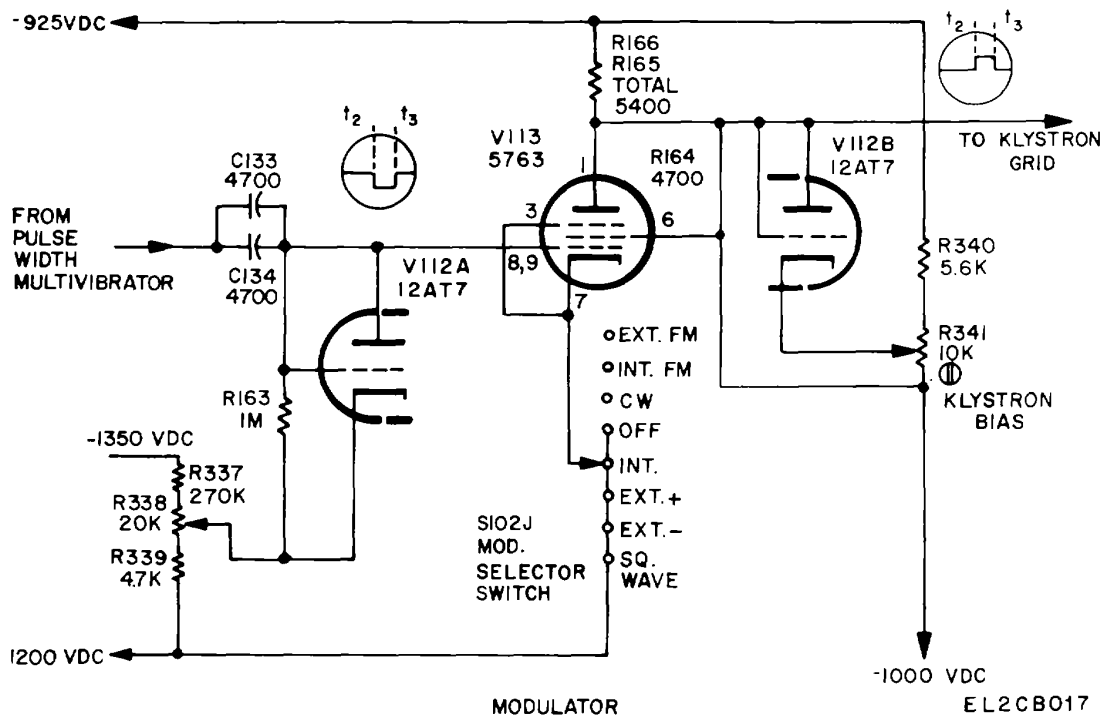 -925VDC
t2 t3
R166
R165
TOTAL
5400
t2 t3
TO KLYSTRON
GRID
C133
4700
V113
5763
1
R164
4700
V112B
12AT7
FROM
PULSE
WIDTH
MULTIVIBRATOR
C134
4700
3
8,9
6
7
V112A
12AT7
R340
5.6K
R341
10K
KLYSTRON
BIAS
EXT. FM
INT. FM
CW
OFF
INT.
EXT.+
EXT.-
SQ.
WAVE
R163
1M
-1350 VDC
R337
270K
R338
20K
R339
4.7K
S102J
MOD.
SELECTOR
SWITCH
1200 VDC
-1000 VDC
MODULATOR
EL2CB017